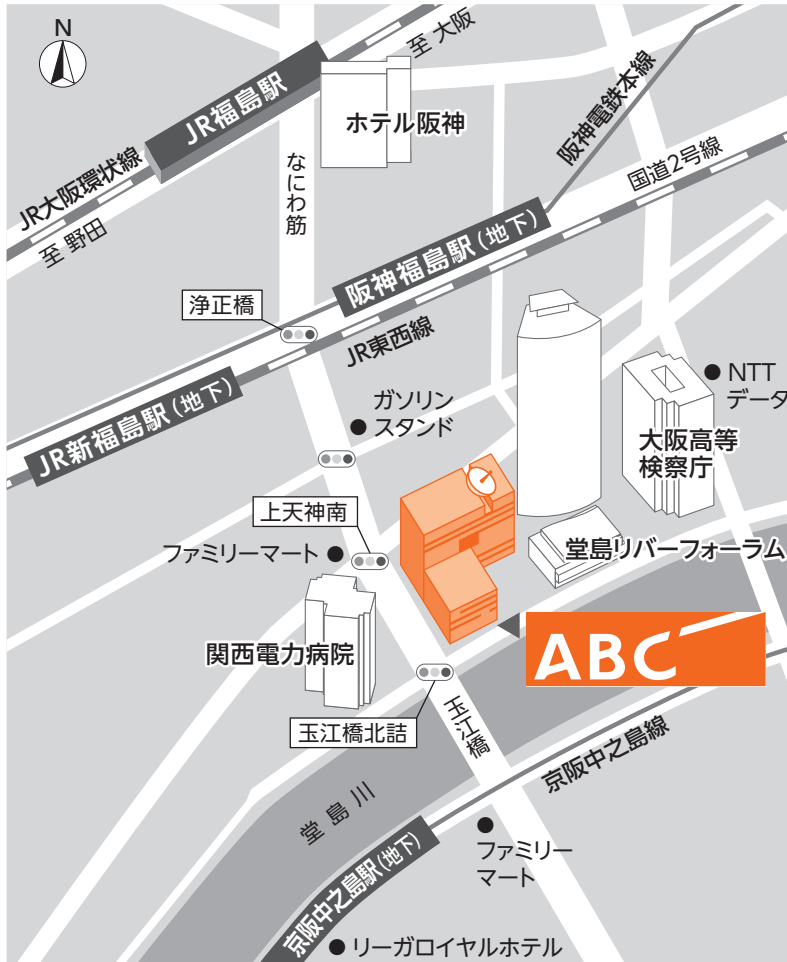 N
至 大阪
JR福島駅
ホテル阪神
阪神電鉄本線
JR大阪環状線
至 野田
なにわ筋
国道2号線
阪神福島駅(地下)
浄正橋
JR東西線
JR新福島駅(地下)
ガソリン
スタンド
NTT
データ
大阪高等
検察庁
上天神南
ファミリーマート
堂島リバーフォーラム
関西電力病院
ABC
玉江橋北詰
玉江橋
京阪中之島線
堂島川
ファミリー
マート
京阪中之島駅(地下)
リーガロイヤルホテル